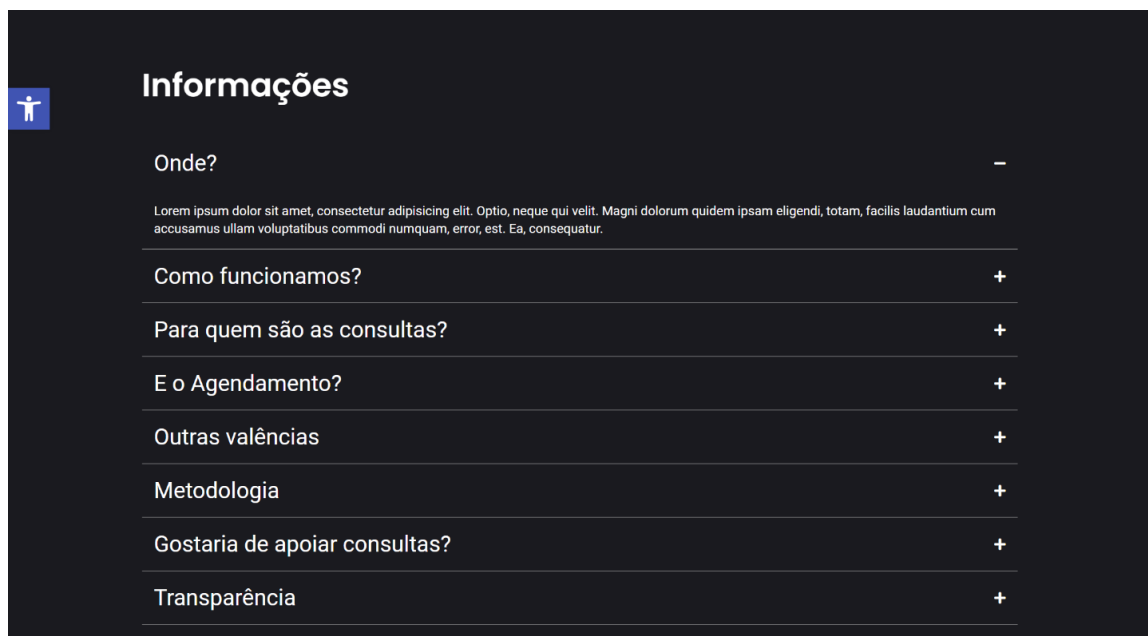 Informações
Onde?
Lorem ipsum dolor sit amet, consectetur adipisicing elit. Optio, neque qui velit. Magni dolorum quidem ipsam eligendi, totam, facilis laudantium cum
accusamus ullam voluptatibus commodi numquam, error, est. Ea, consequatur.
Como funcionamos?
Para quem são as consultas?
E o Agendamento?
Outras valências
Metodologia
Gostaria de apoiar consultas?
Transparência